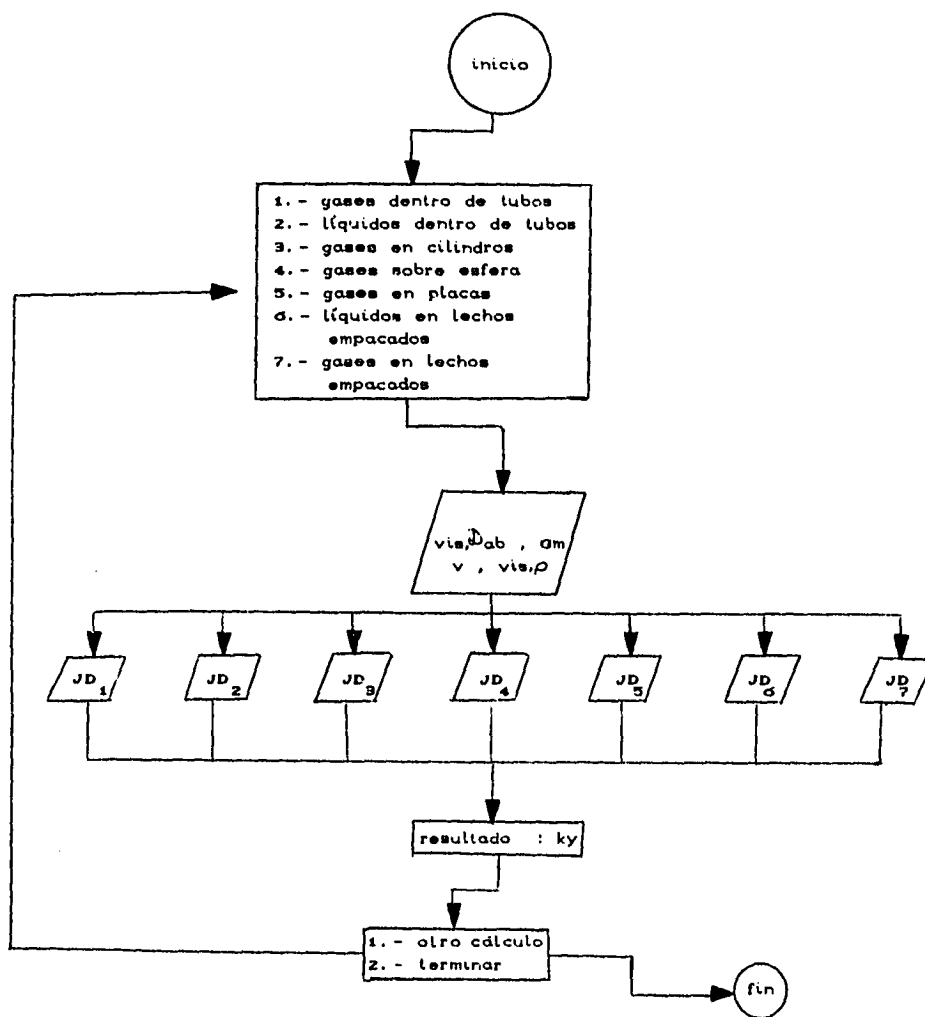 inicio
1.- gases dentro de tubos
2.- líquidos dentro de tubos
3.- gases en cilindros
4.- gases sobre esfera
5.- gases en placas
6.- líquidos en lechos
empacados
7.- gases en lechos
empacados
vis,Dab , Gm
v , vis,ρ
JD1 JD2 JD3 JD4 JD5 JD6 JD7
resultado : ky
1.- otro cálculo
2.- terminar
fin